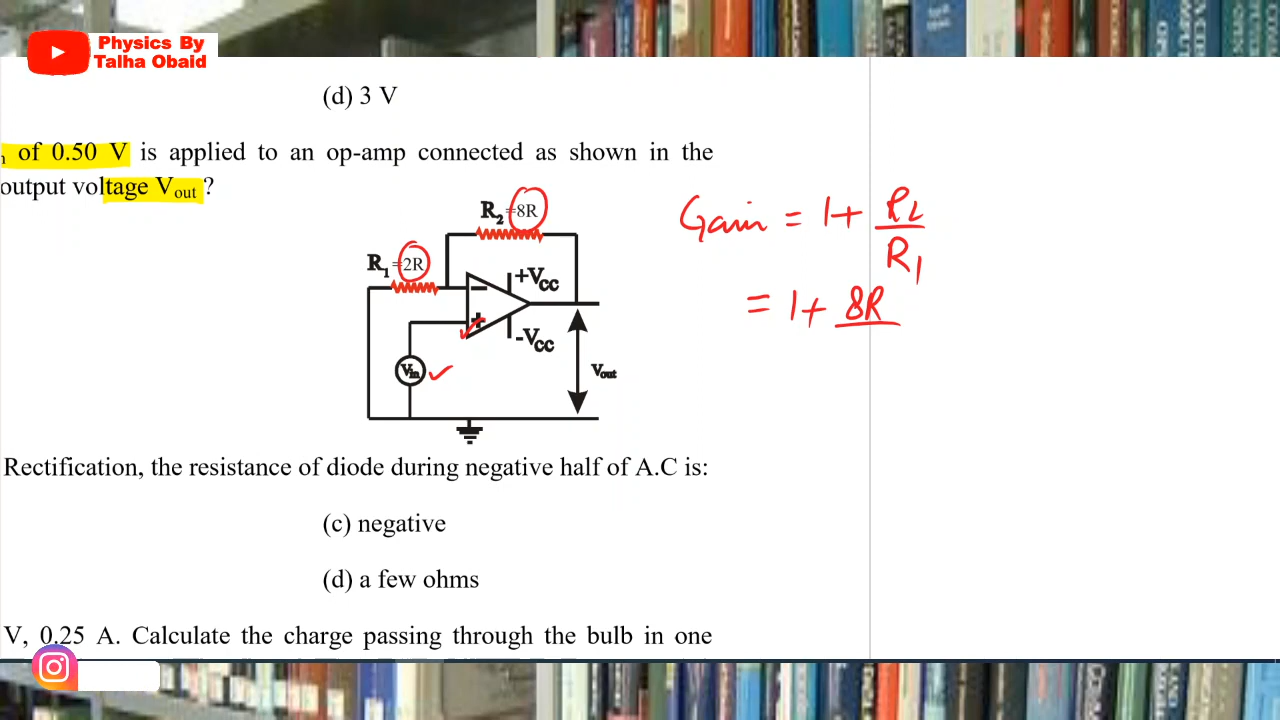 Physics By
Talha Obaid
(d) 3 V
n of 0.50 V is applied to an op-amp connected as shown in the
output voltage Vout ?
R2 =8R
R1 =2R
+Vcc
-Vcc
Vin
Vout
Gain = 1 + R2/R1
= 1 + 8R
Rectification, the resistance of diode during negative half of A.C is:
(c) negative
(d) a few ohms
V, 0.25 A. Calculate the charge passing through the bulb in one